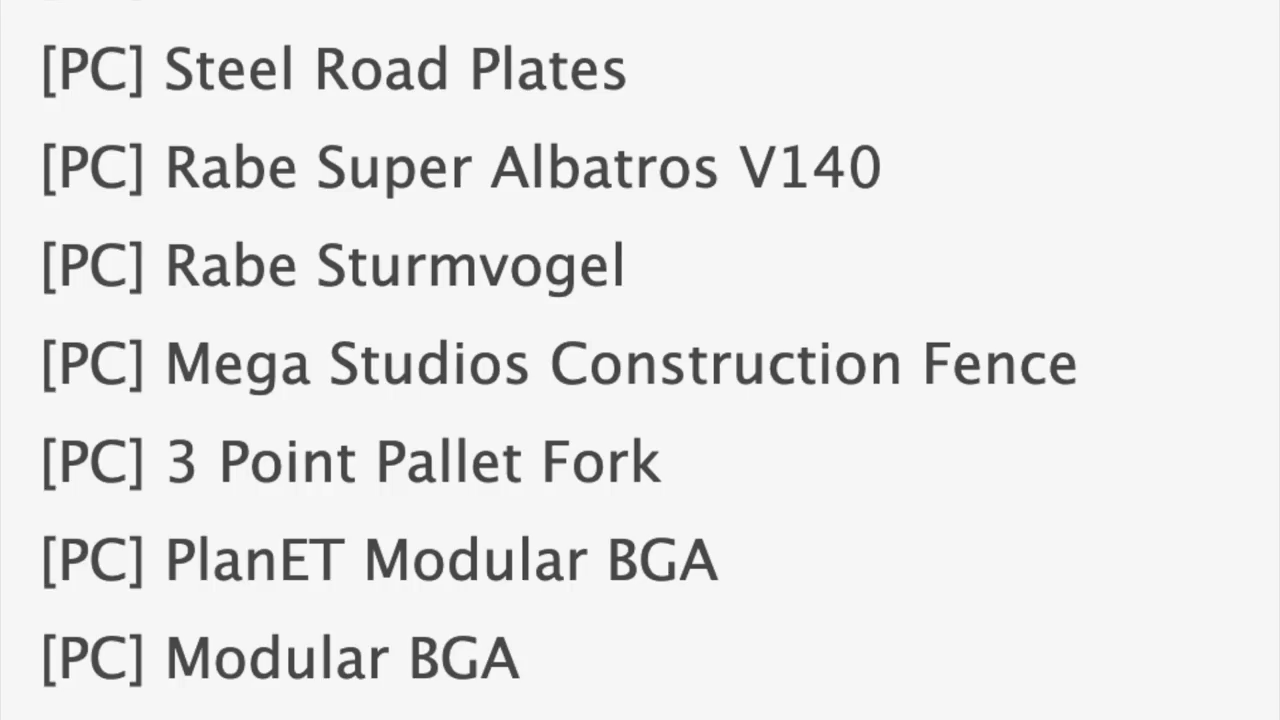 [PC] Steel Road Plates
[PC] Rabe Super Albatros V140
[PC] Rabe Sturmvogel
[PC] Mega Studios Construction Fence
[PC] 3 Point Pallet Fork
[PC] PlanET Modular BGA
[PC] Modular BGA